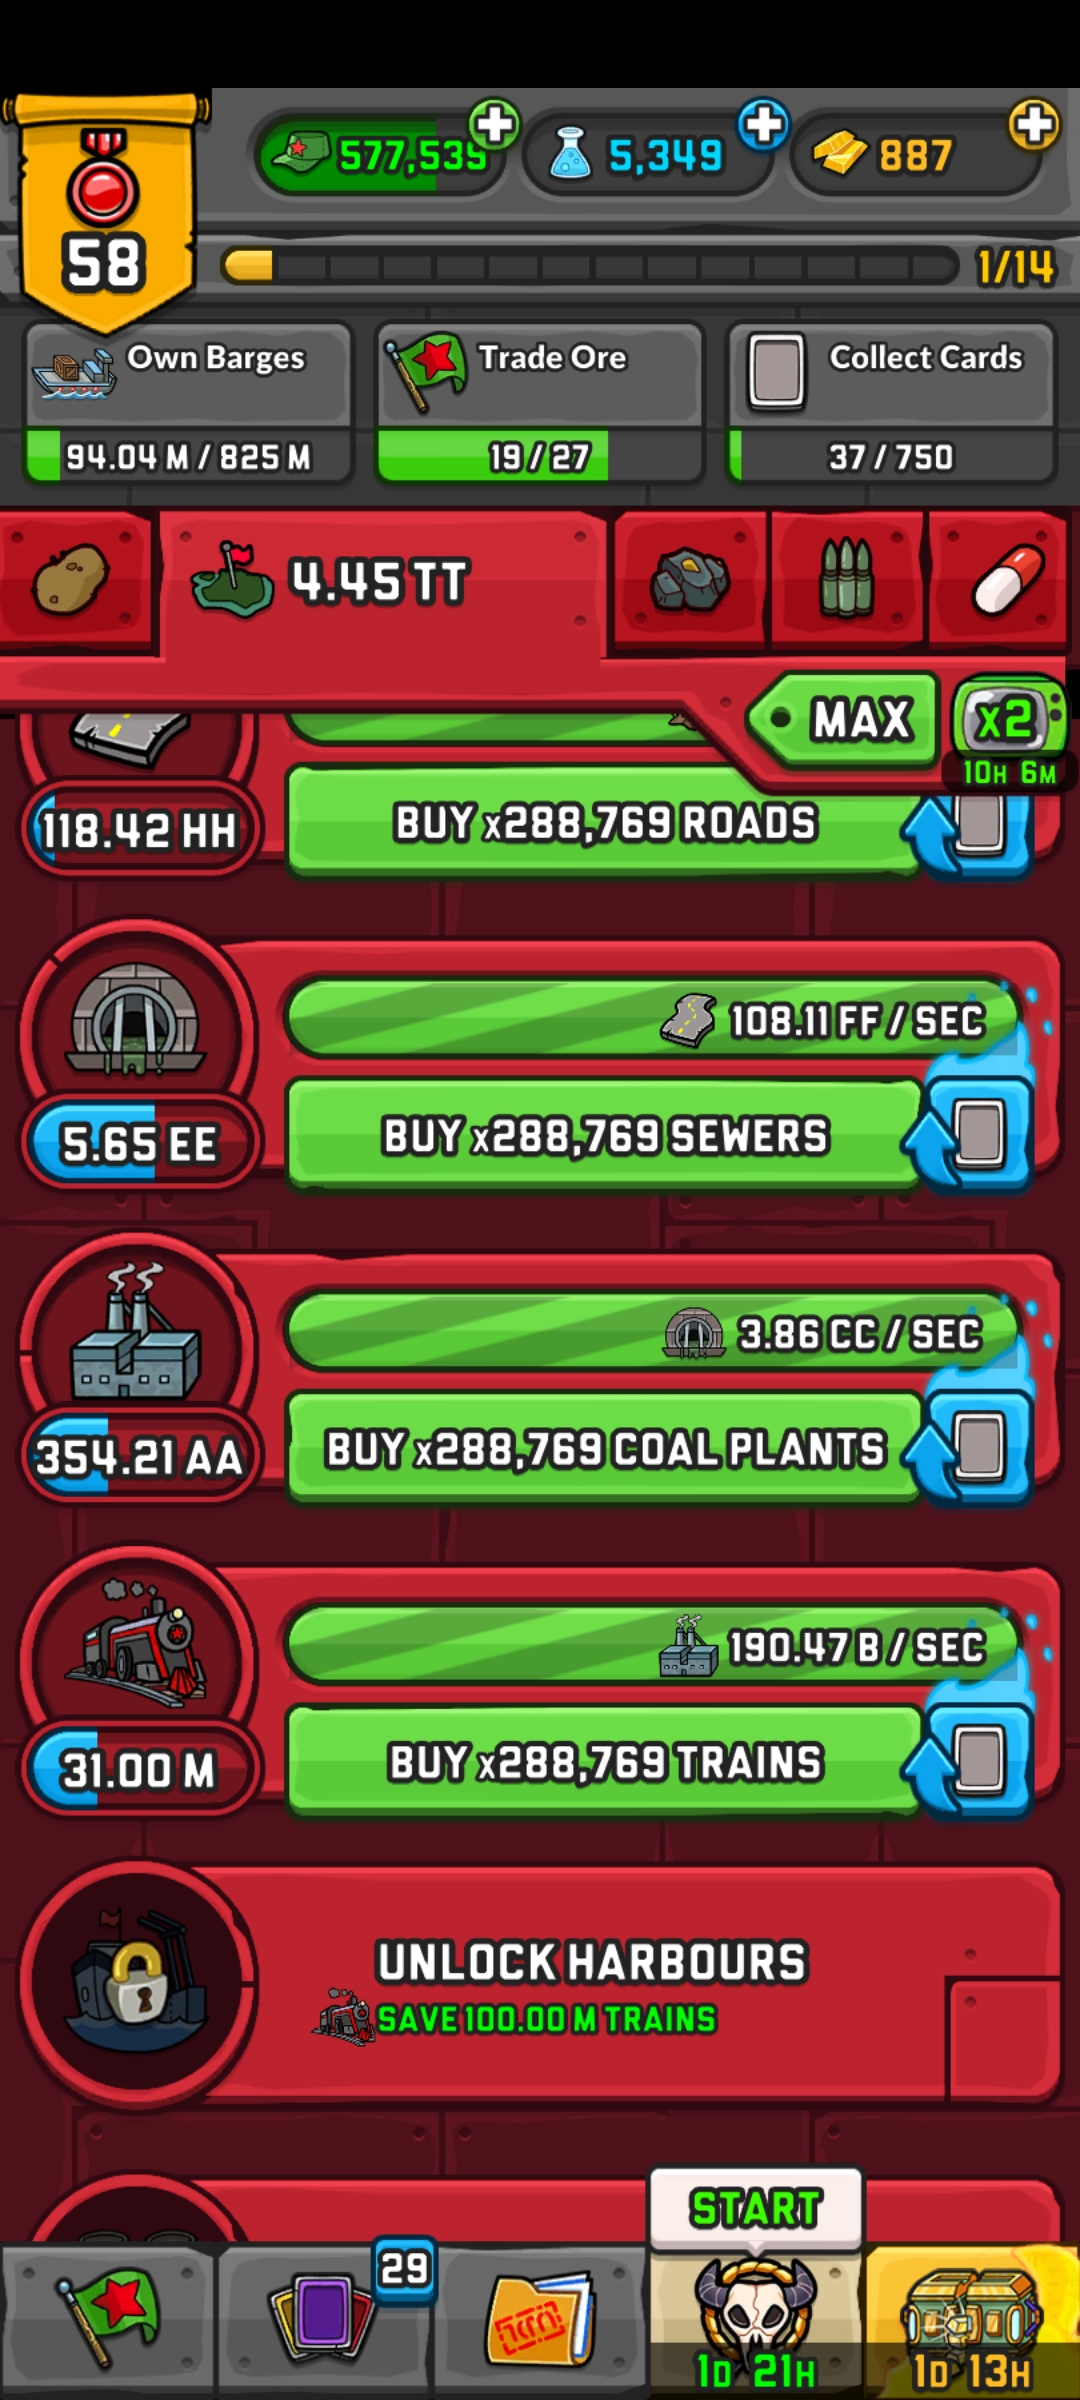 577,539
5,349
887
58
1/14
Own Barges
Trade Ore
Collect Cards
94.04 M / 825 M
19 / 27
37 / 750
4.45 TT
MAX
x2
10H 6M
118.42 HH
BUY x288,769 ROADS
108.11 FF / SEC
5.65 EE
BUY x288,769 SEWERS
3.86 CC / SEC
354.21 AA
BUY x288,769 COAL PLANTS
190.47 B / SEC
31.00 M
BUY x288,769 TRAINS
UNLOCK HARBOURS
SAVE 100.00 M TRAINS
START
29
1D 21H
1D 13H